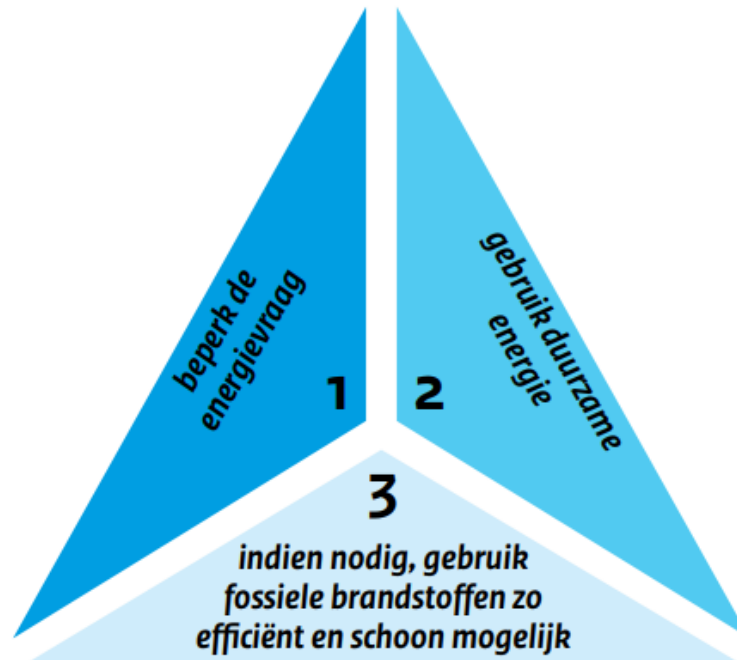 beperk de
energievraag
1
2
gebruik duurzame
energie
3
indien nodig, gebruik
fossiele brandstoffen zo
efficiënt en schoon mogelijk